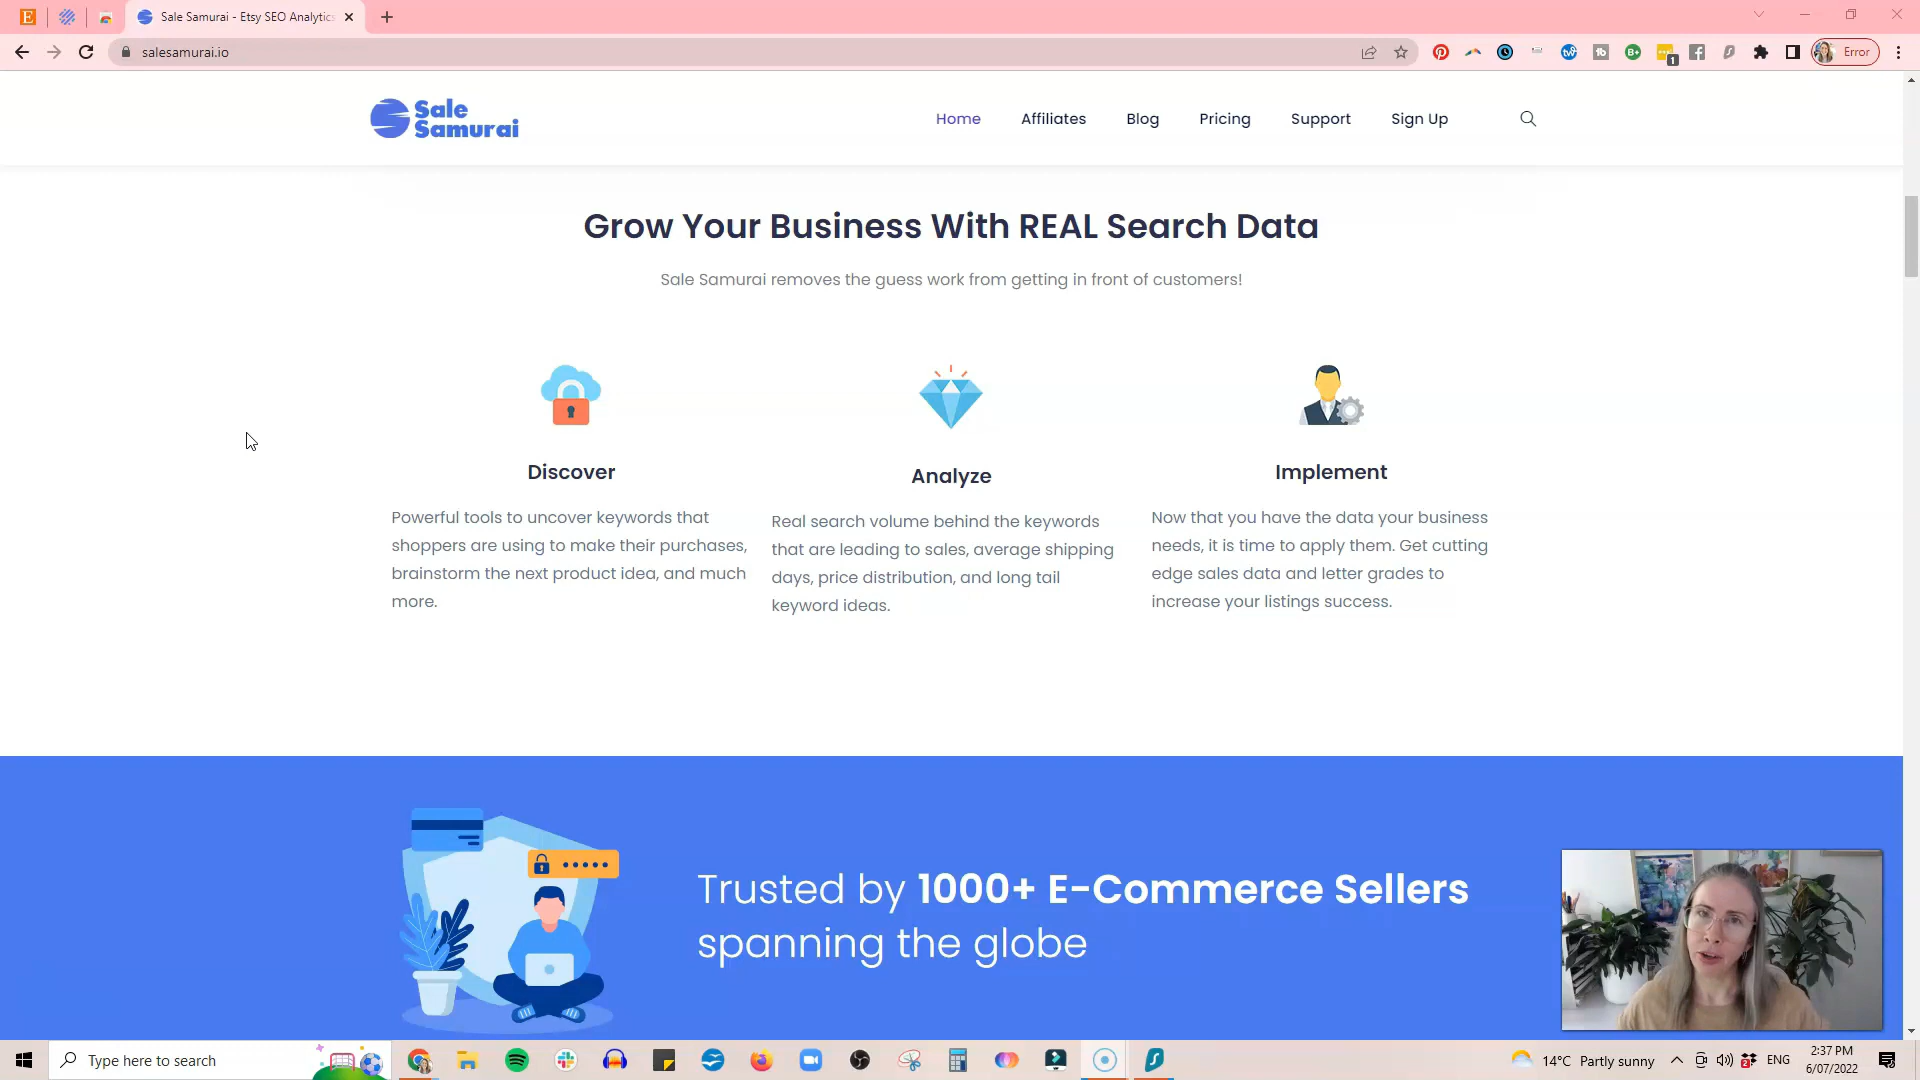 Sale Samurai - Etsy SEO Analytics
salesamurai.io
Error
1
Sale
Samurai
Home Affiliates Blog Pricing Support Sign Up
Grow Your Business With REAL Search Data
Sale Samurai removes the guess work from getting in front of customers!
Discover
Powerful tools to uncover keywords that
shoppers are using to make their purchases,
brainstorm the next product idea, and much
more.
Analyze
Real search volume behind the keywords
that are leading to sales, average shipping
days, price distribution, and long tail
keyword ideas.
Implement
Now that you have the data your business
needs, it is time to apply them. Get cutting
edge sales data and letter grades to
increase your listings success.
Trusted by 1000+ E-Commerce Sellers
spanning the globe
Type here to search
14°C Partly sunny
ENG
2:37 PM
6/07/2022